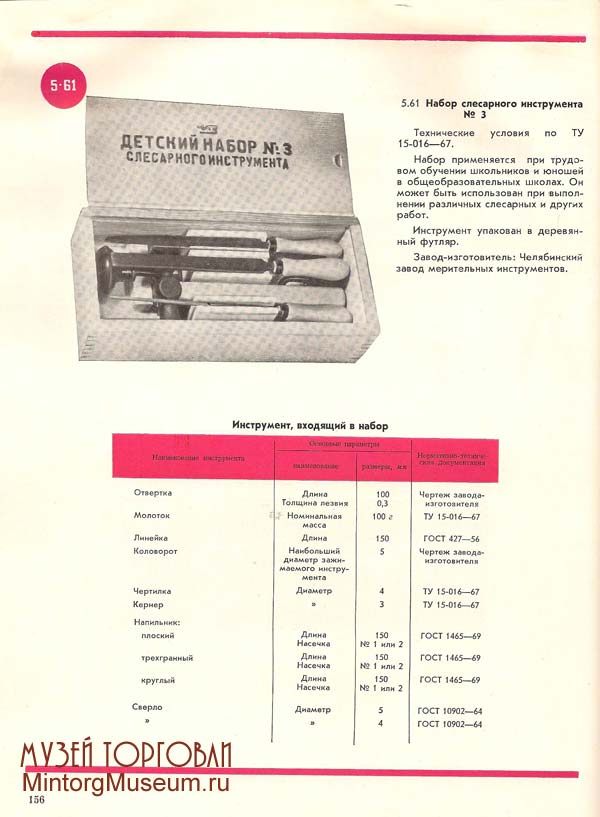 5·61
ДЕТСКИЙ НАБОР №3
СЛЕСАРНОГО ИНСТРУМЕНТА
5.61 Набор слесарного инструмента
№ 3
Технические условия по ТУ
15-016—67.
Набор применяется при трудо-
вом обучении школьников и юношей
в общеобразовательных школах. Он
может быть использован при выпол-
нении различных слесарных и других
работ.
Инструмент упакован в деревян-
ный футляр.
Завод-изготовитель: Челябинский
завод мерительных инструментов.
Инструмент, входящий в набор
Наименование инструмента
Основные параметры
наименование
размеры, мм
Нормативно-техниче-
ская документация
Отвертка Длина 100 Чертеж завода-
Толщина лезвия 0,3 изготовителя
Молоток Номинальная 100 г ТУ 15-016—67
масса
Линейка Длина 150 ГОСТ 427—56
Коловорот Наибольший 5 Чертеж завода-
диаметр зажи- изготовителя
маемого инстру-
мента
Чертилка Диаметр 4 ТУ 15-016—67
Кернер » 3 ТУ 15-016—67
Напильник:
плоский Длина 150 ГОСТ 1465—69
Насечка № 1 или 2
трехгранный Длина 150 ГОСТ 1465—69
Насечка № 1 или 2
круглый Длина 150 ГОСТ 1465—69
Насечка № 1 или 2
Сверло Диаметр 5 ГОСТ 10902—64
» » 4 ГОСТ 10902—64
МУЗЕЙ ТОРГОВЛИ
MintorgMuseum.ru
156